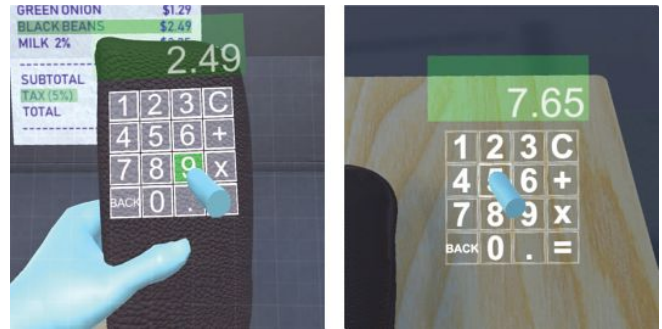 GREEN ONION $1.29
BLACK BEANS $2.49
MILK 2%
SUBTOTAL
TAX (5%)
TOTAL
2.49
1 2 3 C
4 5 6 +
7 8 9 x
BACK 0 .
7.65
1 2 3 C
4 5 6 +
7 8 9 x
BACK 0 . =